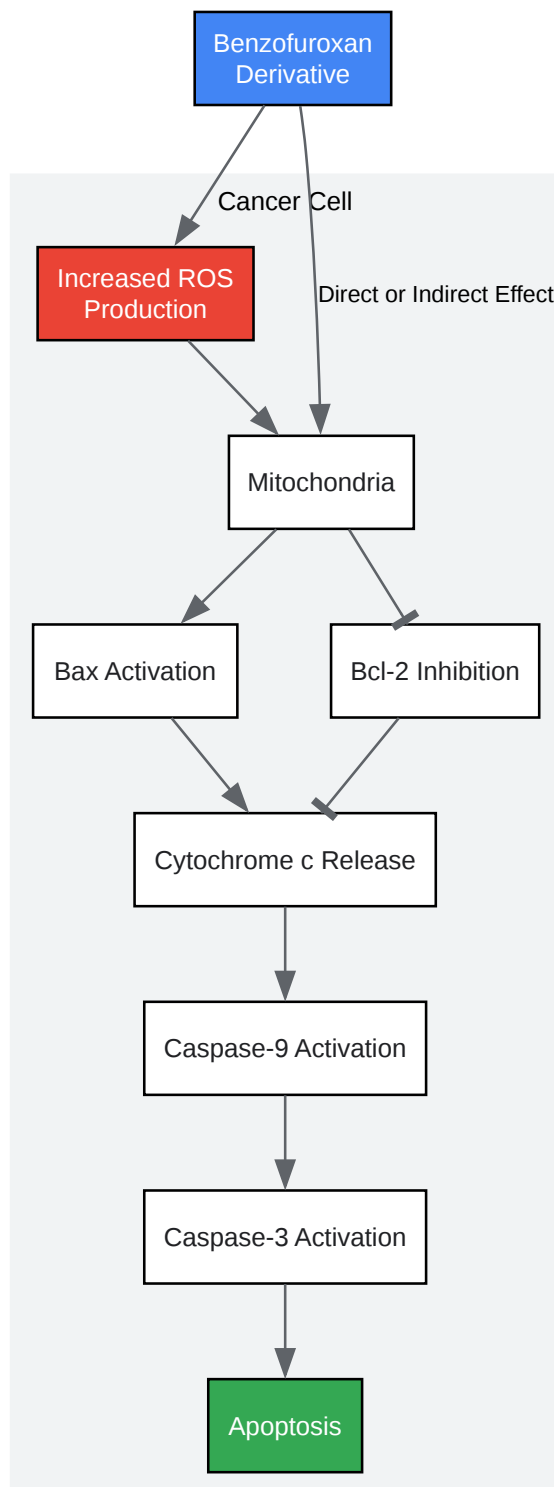 Benzofuroxan
Derivative
Cancer Cell
Increased ROS
Production
Direct or Indirect Effect
Mitochondria
Bax Activation
Bcl-2 Inhibition
Cytochrome c Release
Caspase-9 Activation
Caspase-3 Activation
Apoptosis